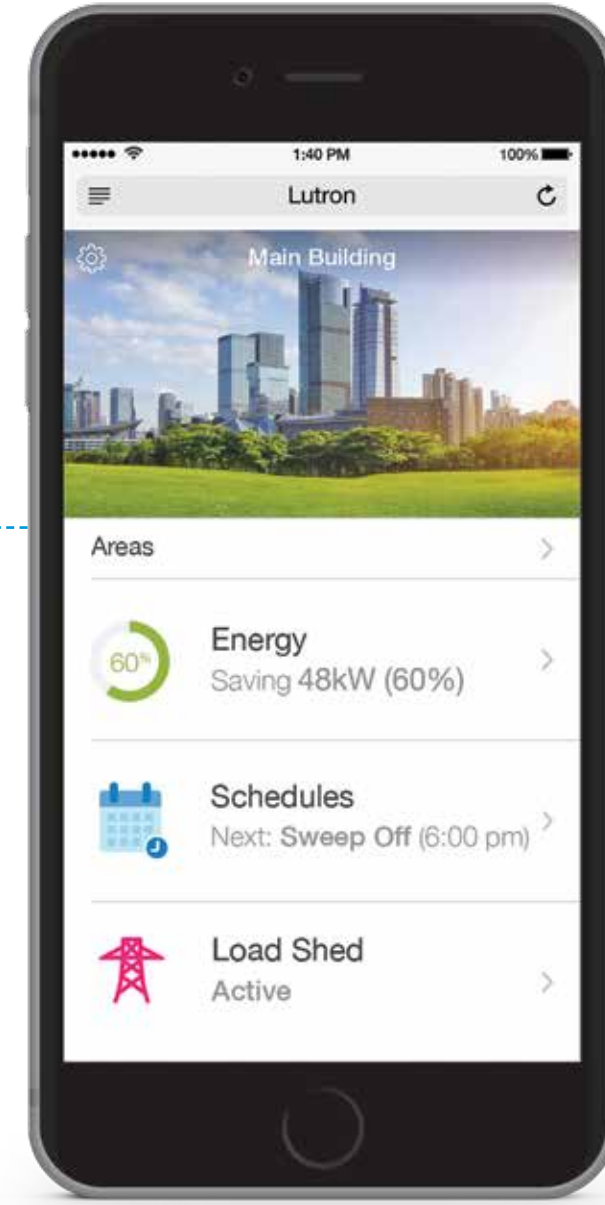 1:40 PM
100%
Lutron
Main Building
Areas
60%
Energy
Saving 48kW (60%)
Schedules
Next: Sweep Off (6:00 pm)
Load Shed
Active